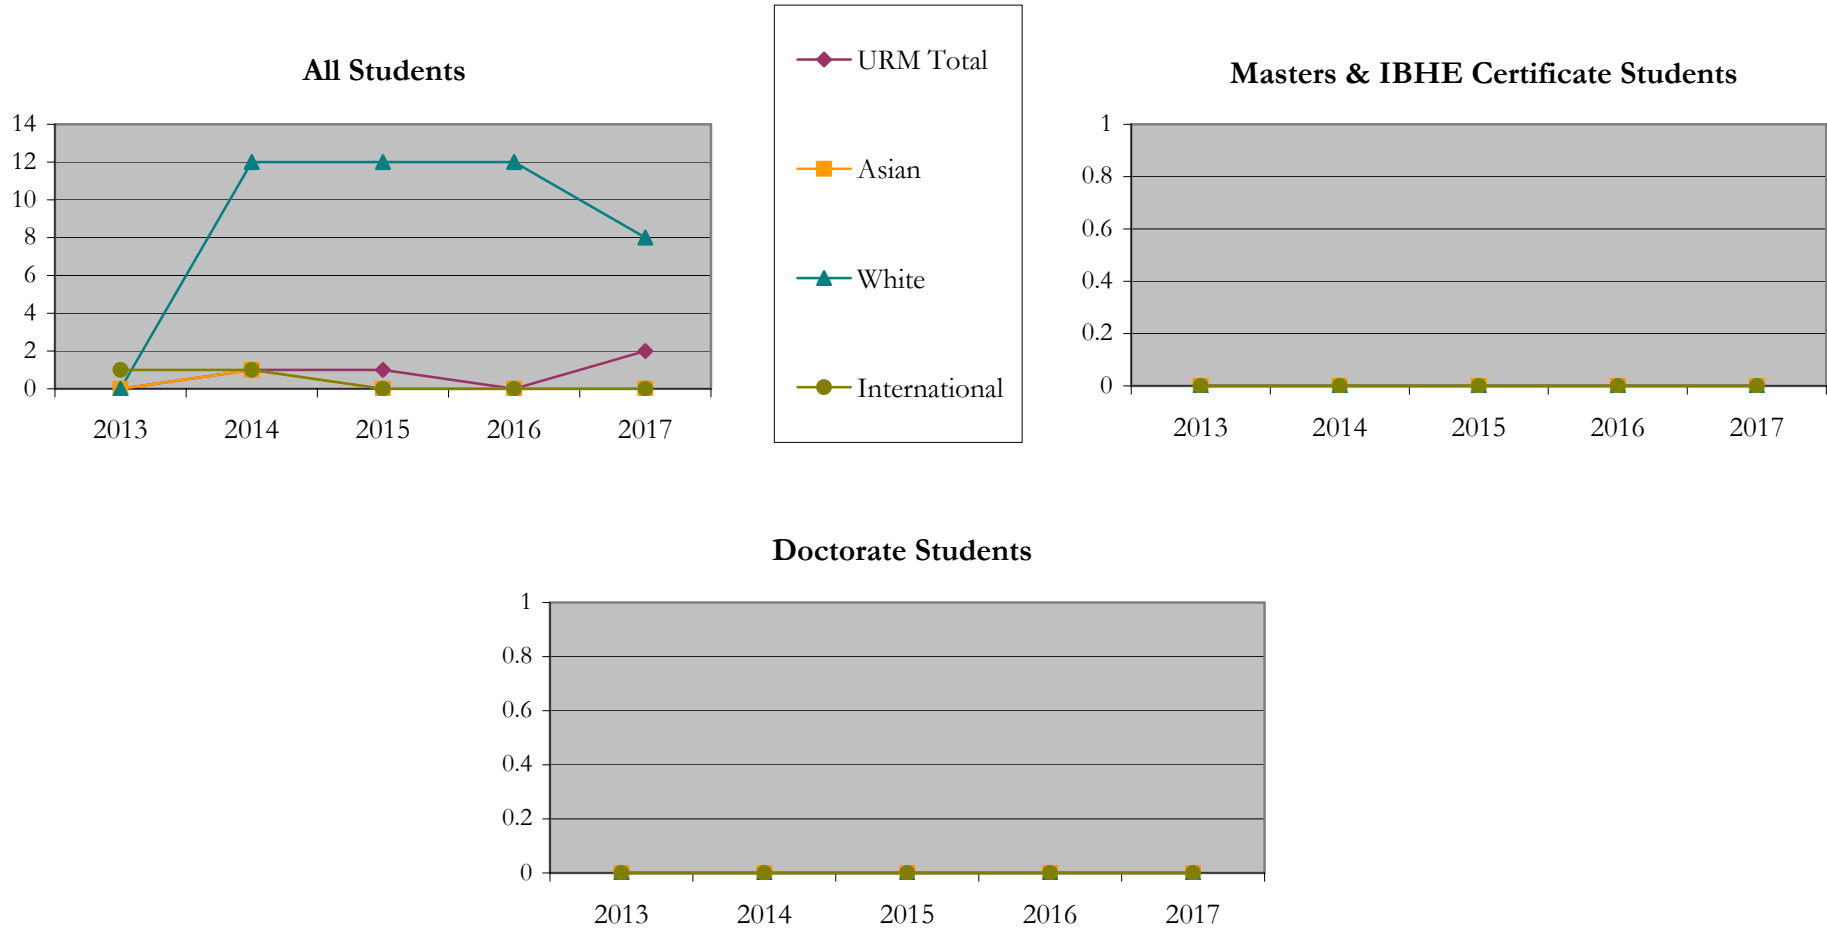 All Students
14
12
10
8
6
4
2
0
2013 2014 2015 2016 2017
URM Total
Asian
White
International
Masters & IBHE Certificate Students
1
0.8
0.6
0.4
0.2
0
2013 2014 2015 2016 2017
Doctorate Students
1
0.8
0.6
0.4
0.2
0
2013 2014 2015 2016 2017